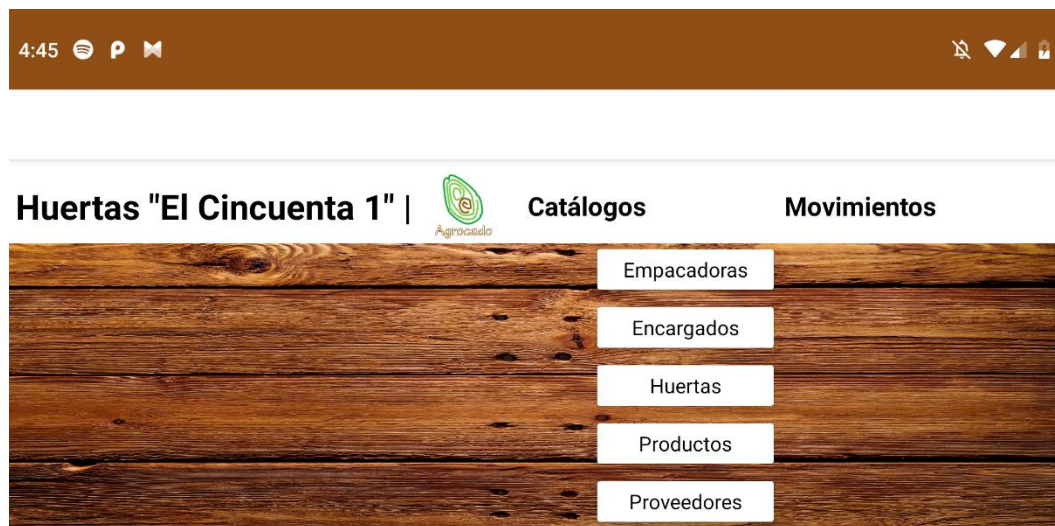 4:45
Huertas "El Cincuenta 1" |
Agrocado
Catálogos
Movimientos
Empacadoras
Encargados
Huertas
Productos
Proveedores